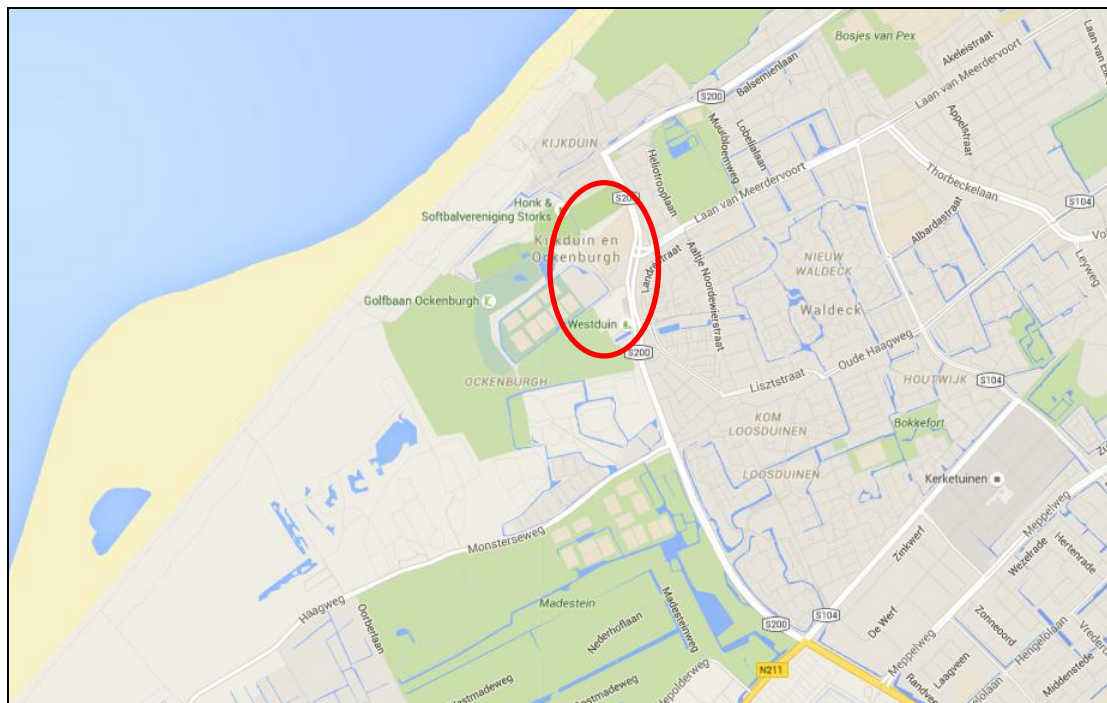 Bosjes van Pex
Akeleistraat
Laan van Meerdervoort
S200
Balsemienlaan
Appelstraat
Muurbloemweg
Lobelialaan
KIJKDUIN
Heliotrooplaan
Laan van Meerdervoort
Thorbeckelaan
Honk &
Softbalvereniging Storks
Albardastraat
S104
Leyweg
Kijkduin en
Ockenburgh
Aaltje Noordewierstraat
NIEUW
WALDECK
Golfbaan Ockenburgh
Waldeck
Westduin
Oude Haagweg
S200
OCKENBURGH
Lisztstraat
HOUTWIJK
S104
KOM
LOOSDUINEN
Bokkefort
LOOSDUINEN
Kerketuinen
Meppelweg
Monsterseweg
Zinkwerf
Wezelrade
Hertenrade
Haagweg
Oorberlaan
Madestein
Madesteinweg
Nederhoflaan
S200
S104
De Werf
Zonneoord
Hengelolaan
Meppelweg
Laagveen
Middenstede
N211